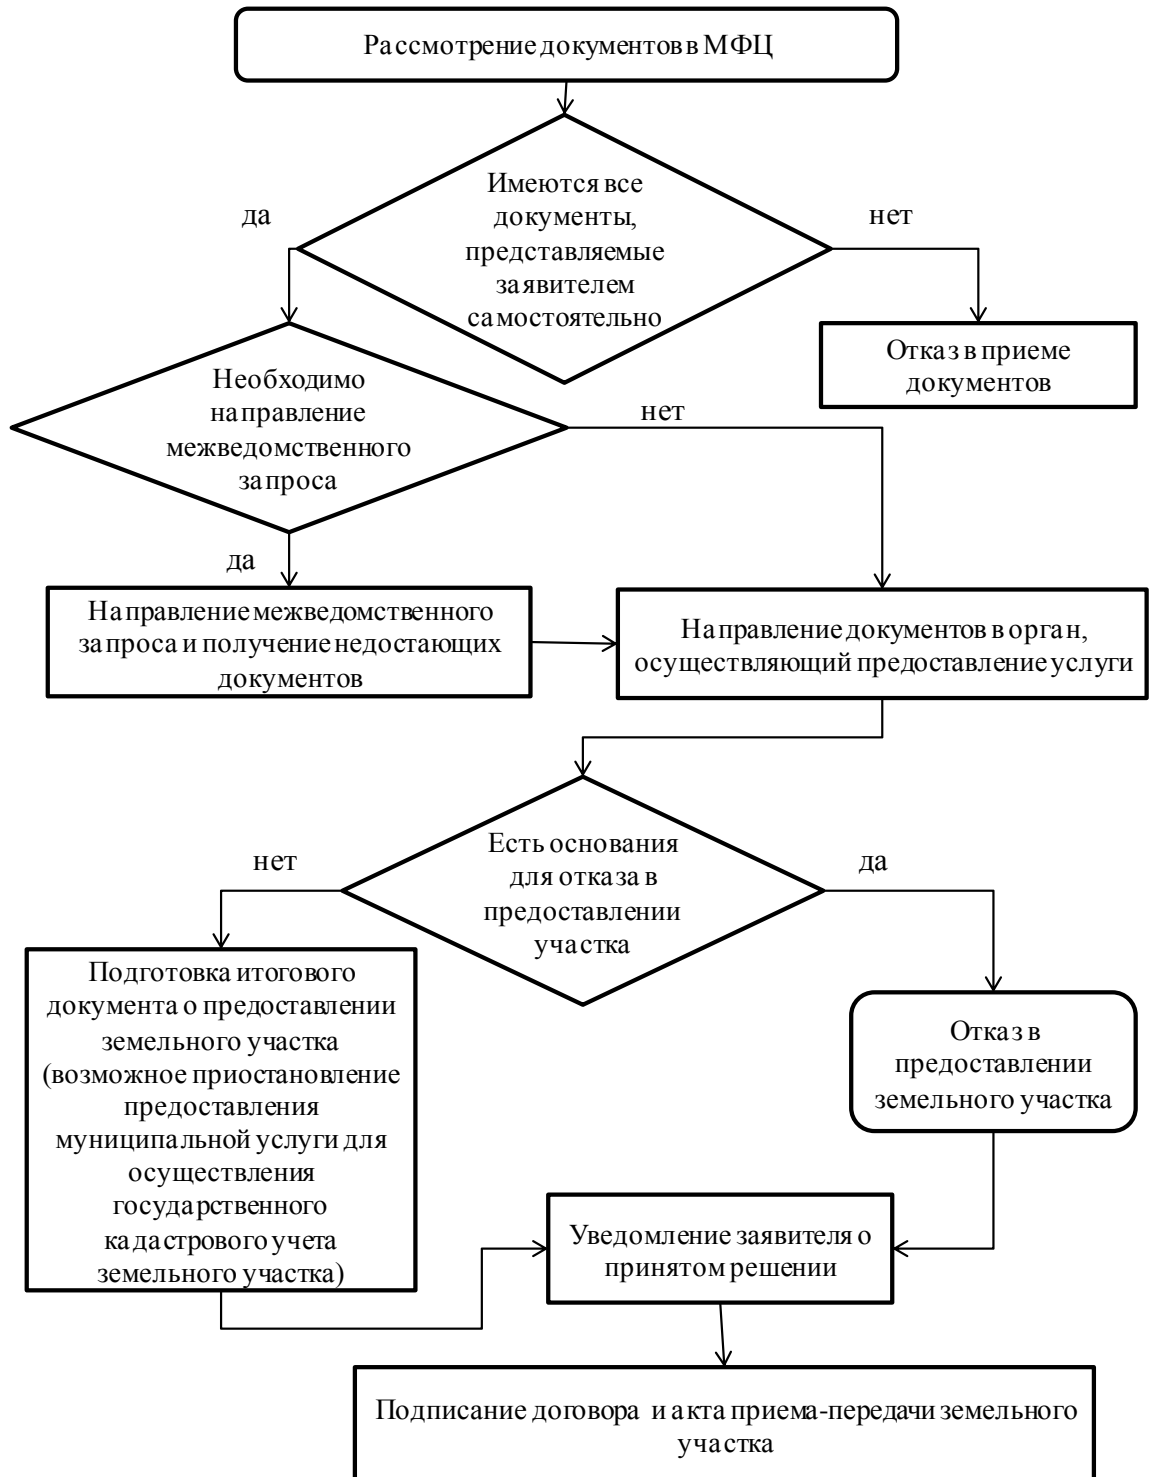 Рассмотрение документов в МФЦ
Имеются все
документы,
представляемые
заявителем
самостоятельно
да
нет
Отказ в приеме
документов
Необходимо
направление
межведомственного
запроса
нет
да
Направление межведомственного
запроса и получение недостающих
документов
Направление документов в орган,
осуществляющий предоставление услуги
Есть основания
для отказа в
предоставлении
участка
нет
да
Подготовка итогового
документа о предоставлении
земельного участка
(возможное приостановление
предоставления
муниципальной услуги для
осуществления
государственного
кадастрового учета
земельного участка)
Отказ в
предоставлении
земельного участка
Уведомление заявителя о
принятом решении
Подписание договора и акта приема-передачи земельного
участка